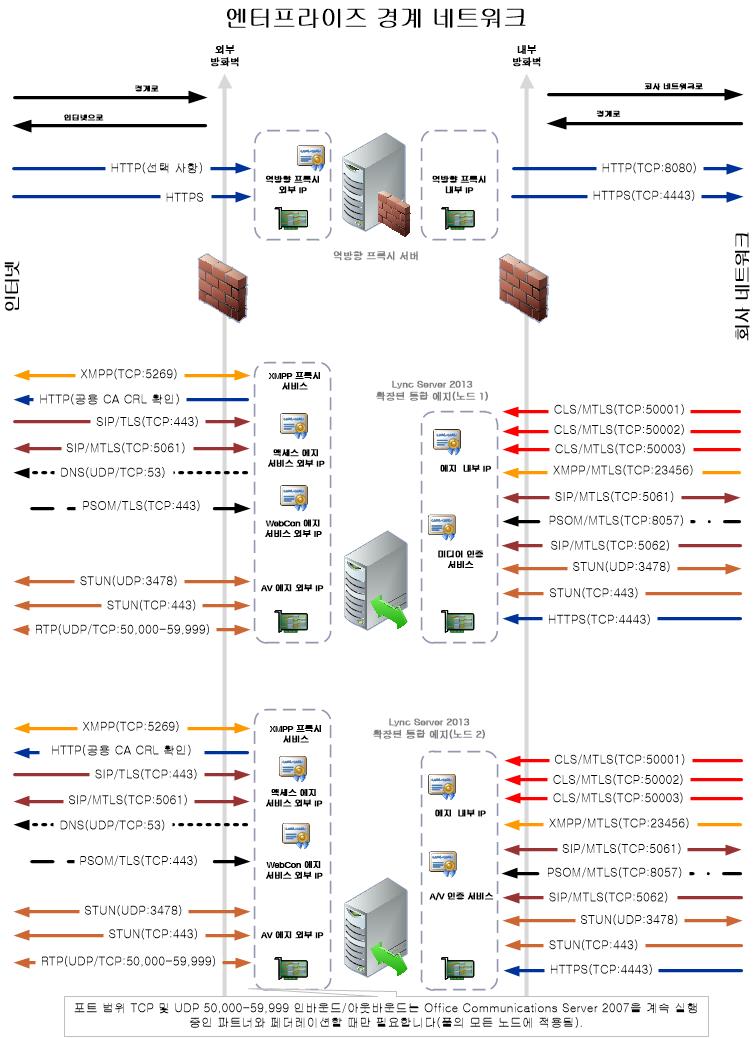 엔터프라이즈 경계 네트워크
외부
방화벽
내부
방화벽
경계로
인터넷으로
회사 네트워크로
경계로
HTTP(선택 사항)
HTTPS
역방향 프록시
외부 IP
역방향 프록시
내부 IP
HTTP(TCP:8080)
HTTPS(TCP:4443)
역방향 프록시 서버
인터넷
회사 네트워크
XMPP(TCP:5269)
HTTP(공용 CA CRL 확인)
SIP/TLS(TCP:443)
SIP/MTLS(TCP:5061)
DNS(UDP/TCP:53)
PSOM/TLS(TCP:443)
STUN(UDP:3478)
STUN(TCP:443)
RTP(UDP/TCP:50,000-59,999)
XMPP 프록시
서비스
액세스 에지
서비스 외부 IP
WebCon 에지
서비스 외부 IP
AV 에지 외부 IP
Lync Server 2013
확장된 통합 에지(노드 1)
에지 내부 IP
미디어 인증
서비스
CLS/MTLS(TCP:50001)
CLS/MTLS(TCP:50002)
CLS/MTLS(TCP:50003)
XMPP/MTLS(TCP:23456)
SIP/MTLS(TCP:5061)
PSOM/MTLS(TCP:8057)
SIP/MTLS(TCP:5062)
STUN(UDP:3478)
STUN(TCP:443)
HTTPS(TCP:4443)
XMPP(TCP:5269)
HTTP(공용 CA CRL 확인)
SIP/TLS(TCP:443)
SIP/MTLS(TCP:5061)
DNS(UDP/TCP:53)
PSOM/TLS(TCP:443)
STUN(UDP:3478)
STUN(TCP:443)
RTP(UDP/TCP:50,000-59,999)
XMPP 프록시
서비스
액세스 에지
서비스 외부 IP
WebCon 에지
서비스 외부 IP
AV 에지 외부 IP
Lync Server 2013
확장된 통합 에지(노드 2)
에지 내부 IP
A/V 인증 서비스
CLS/MTLS(TCP:50001)
CLS/MTLS(TCP:50002)
CLS/MTLS(TCP:50003)
XMPP/MTLS(TCP:23456)
SIP/MTLS(TCP:5061)
PSOM/MTLS(TCP:8057)
SIP/MTLS(TCP:5062)
STUN(UDP:3478)
STUN(TCP:443)
HTTPS(TCP:4443)
포트 범위 TCP 및 UDP 50,000-59,999 인바운드/아웃바운드는 Office Communications Server 2007을 계속 실행
중인 파트너와 페더레이션할 때만 필요합니다(풀의 모든 노드에 적용됨).